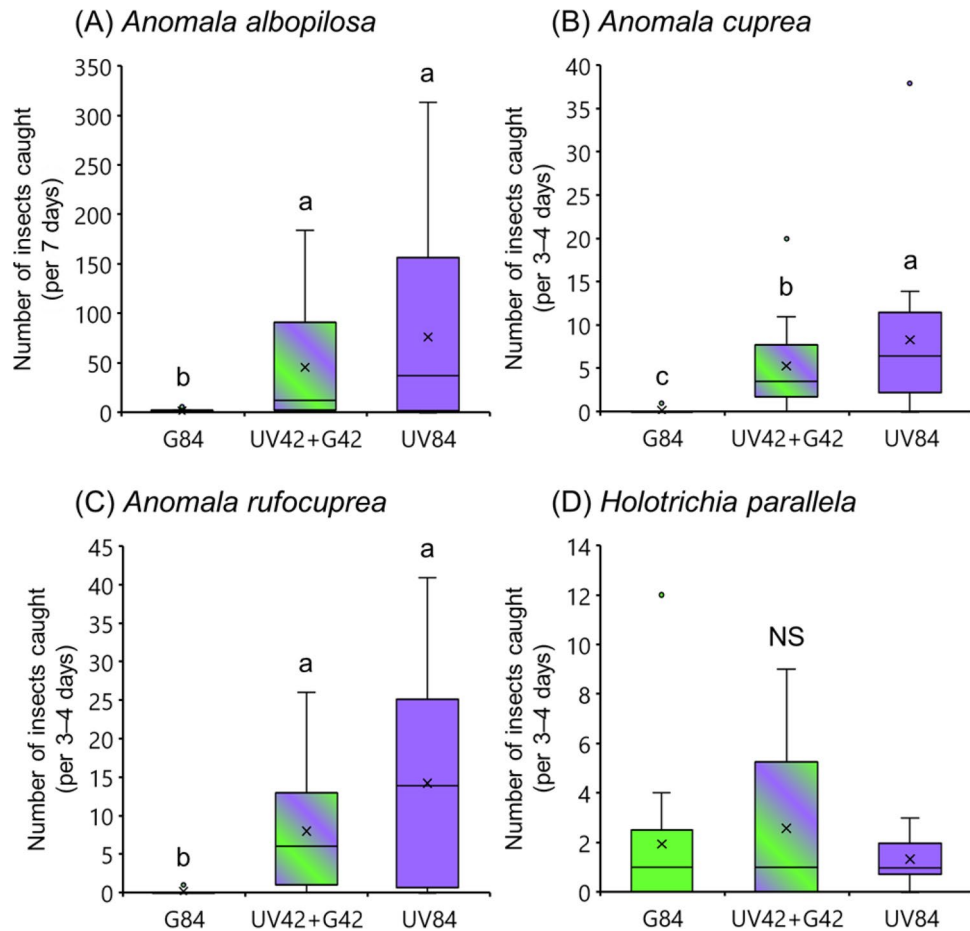 (A) Anomala albopilosa
Number of insects caught
(per 7 days)
350
300
250
200
150
100
50
0
b
a
a
G84
UV42+G42
UV84
(B) Anomala cuprea
Number of insects caught
(per 3–4 days)
40
35
30
25
20
15
10
5
0
c
b
a
G84
UV42+G42
UV84
(C) Anomala rufocuprea
Number of insects caught
(per 3–4 days)
45
40
35
30
25
20
15
10
5
0
b
a
a
G84
UV42+G42
UV84
(D) Holotrichia parallela
Number of insects caught
(per 3–4 days)
14
12
10
8
6
4
2
0
NS
G84
UV42+G42
UV84